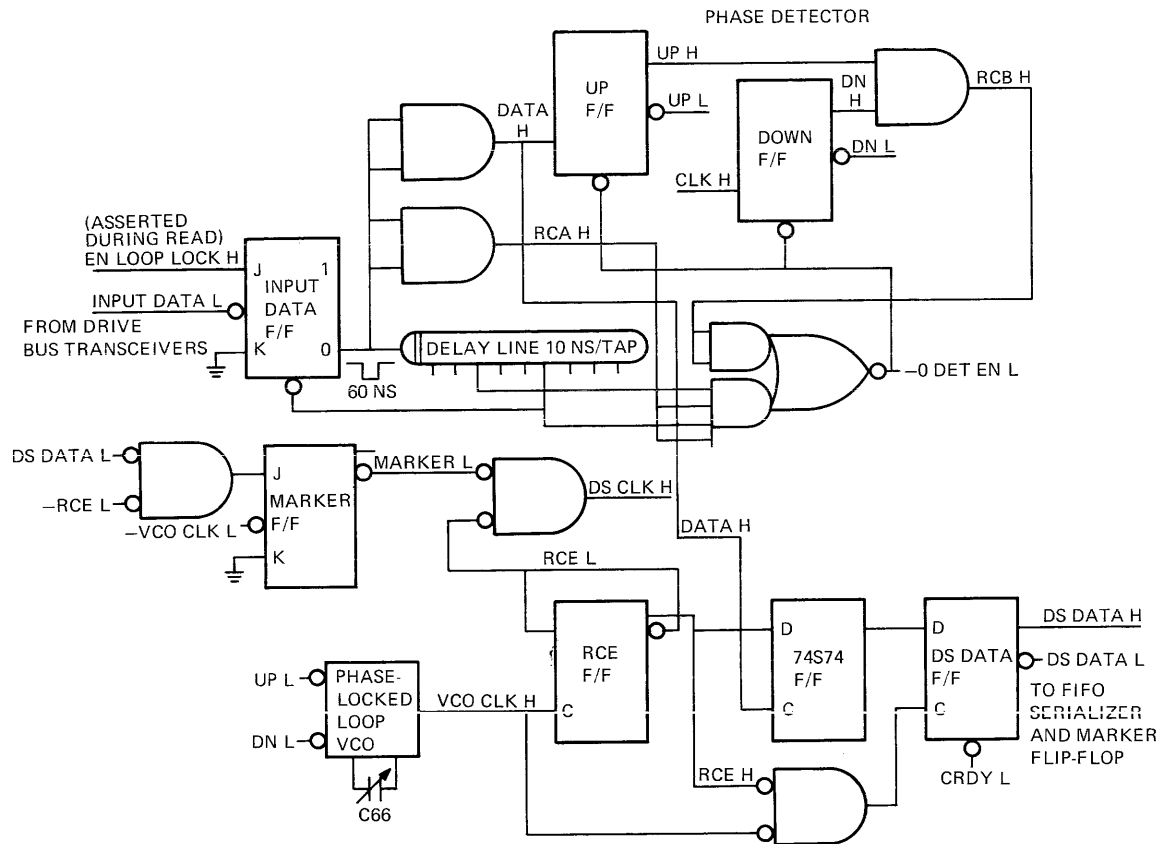 PHASE DETECTOR
UP H
UP
F/F
UP L
DN
H
RCB H
DATA
H
DOWN
F/F
DN L
CLK H
(ASSERTED
DURING READ)
EN LOOP LOCK H
RCA H
J
1
INPUT
DATA
F/F
INPUT DATA L
FROM DRIVE
BUS TRANSCEIVERS
K
0
DELAY LINE 10 NS/TAP
60 NS
–0 DET EN L
DS DATA L
–RCE L
J
MARKER
F/F
–VCO CLK L
K
MARKER L
DS CLK H
DATA H
RCE L
RCE
F/F
C
D
74S74
F/F
C
D
DS DATA
F/F
C
DS DATA H
DS DATA L
TO FIFO
SERIALIZER
AND MARKER
FLIP-FLOP
CRDY L
UP L
DN L
PHASE-
LOCKED
LOOP
VCO
VCO CLK H
C66
RCE H